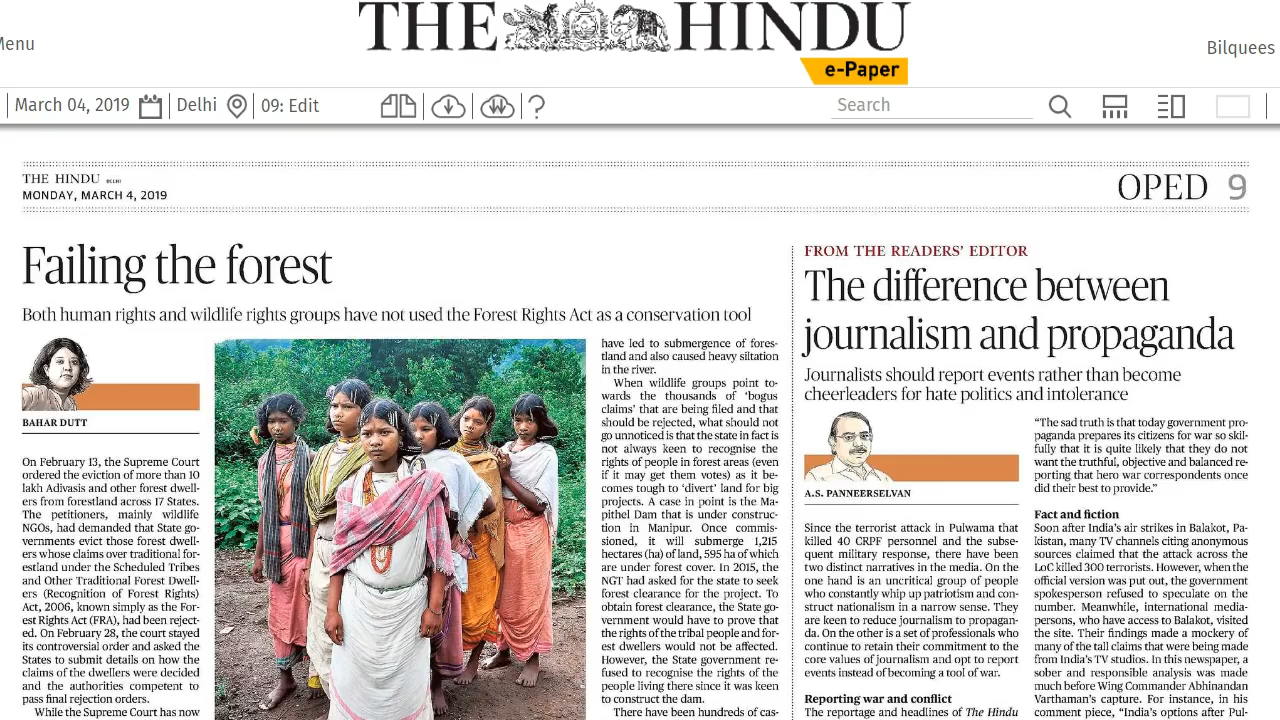 THE HINDU
e-Paper
Menu
Bilquees
March 04, 2019
Delhi
09: Edit
?
Search
THE HINDU DELHI
MONDAY, MARCH 4, 2019
OPED 9
Failing the forest
Both human rights and wildlife rights groups have not used the Forest Rights Act as a conservation tool
BAHAR DUTT
On February 13, the Supreme Court
ordered the eviction of more than 10
lakh Adivasis and other forest dwell-
ers from forestland across 17 States.
The petitioners, mainly wildlife
NGOs, had demanded that State go-
vernments evict those forest dwell-
ers whose claims over traditional for-
estland under the Scheduled Tribes
and Other Traditional Forest Dwell-
ers (Recognition of Forest Rights)
Act, 2006, known simply as the For-
est Rights Act (FRA), had been reject-
ed. On February 28, the court stayed
its controversial order and asked the
States to submit details on how the
claims of the dwellers were decided
and the authorities competent to
pass final rejection orders.
While the Supreme Court has now
have led to submergence of fores-
tland and also caused heavy siltation
in the river.
When wildlife groups point to-
wards the thousands of ‘bogus
claims’ that are being filed and that
should be rejected, what should not
go unnoticed is that the state in fact is
not always keen to recognise the
rights of people in forest areas (even
if it may get them votes) as it be-
comes tough to ‘divert’ land for big
projects. A case in point is the Ma-
pithel Dam that is under construc-
tion in Manipur. Once commis-
sioned, it will submerge 1,215
hectares (ha) of land, 595 ha of which
are under forest cover. In 2015, the
NGT had asked for the state to seek
forest clearance for the project. To
obtain forest clearance, the State go-
vernment would have to prove that
the rights of the tribal people and for-
est dwellers would not be affected.
However, the State government re-
fused to recognise the rights of the
people living there since it was keen
to construct the dam.
There have been hundreds of cas-
FROM THE READERS’ EDITOR
The difference between
journalism and propaganda
Journalists should report events rather than become
cheerleaders for hate politics and intolerance
A.S. PANNEERSELVAN
Since the terrorist attack in Pulwama that
killed 40 CRPF personnel and the subse-
quent military response, there have been
two distinct narratives in the media. On the
one hand is an uncritical group of people
who constantly whip up patriotism and con-
struct nationalism in a narrow sense. They
are keen to reduce journalism to propagan-
da. On the other is a set of professionals who
continue to retain their commitment to the
core values of journalism and opt to report
events instead of becoming a tool of war.
Reporting war and conflict
The reportage and headlines of The Hindu
“The sad truth is that today government pro-
paganda prepares its citizens for war so skil-
fully that it is quite likely that they do not
want the truthful, objective and balanced re-
porting that hero war correspondents once
did their best to provide.”
Fact and fiction
Soon after India’s air strikes in Balakot, Pa-
kistan, many TV channels citing anonymous
sources claimed that the attack across the
LoC killed 300 terrorists. However, when the
official version was put out, the government
spokesperson refused to speculate on the
number. Meanwhile, international media-
persons, who have access to Balakot, visited
the site. Their findings made a mockery of
many of the tall claims that were being made
from India’s TV studios. In this newspaper, a
sober and responsible analysis was made
much before Wing Commander Abhinandan
Varthaman’s capture. For instance, in his
comment piece, “India’s options after Pul-